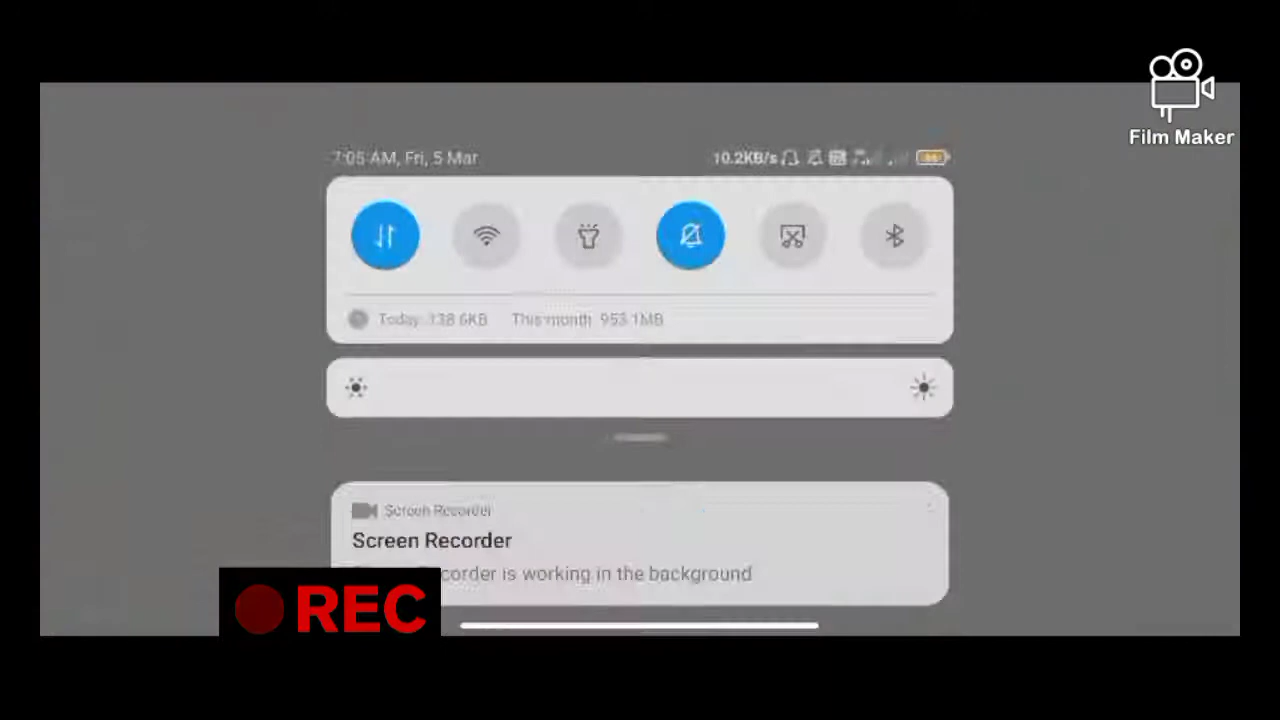 Film Maker
7:05 AM, Fri, 5 Mar
10.2KB/s
Today: 138.6KB This month: 953.1MB
Screen Recorder
Screen Recorder
corder is working in the background
REC